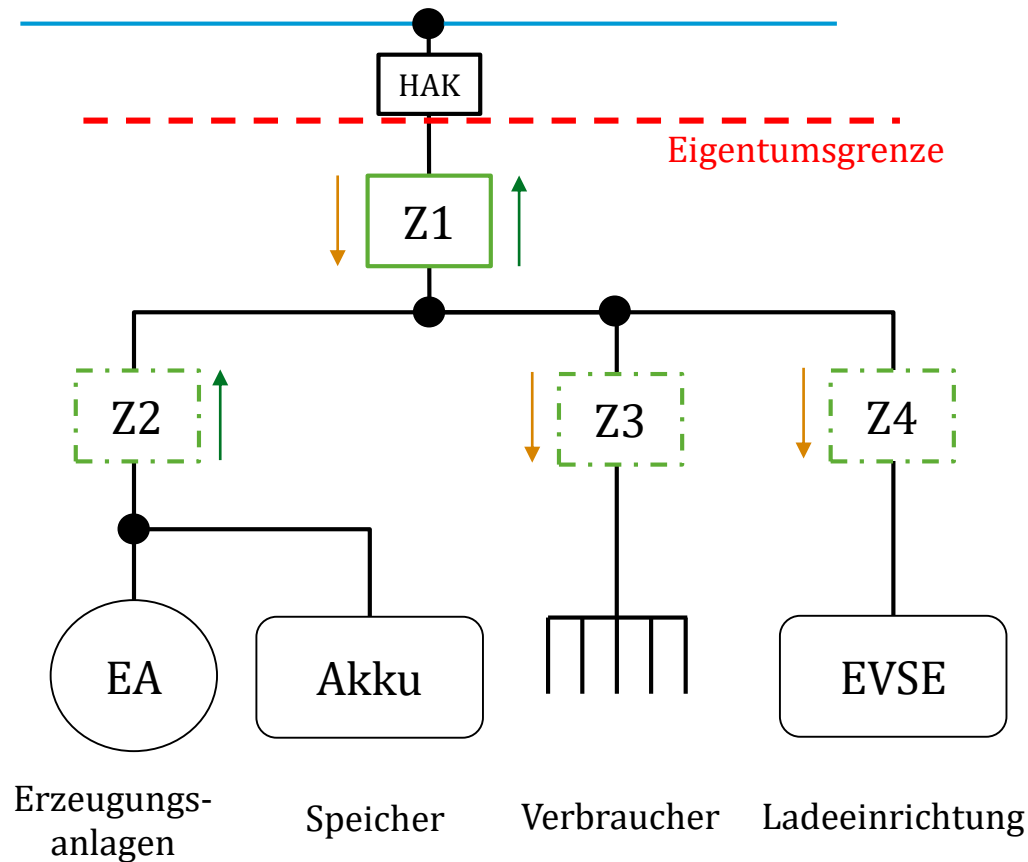 HAK
Eigentumsgrenze
Z1
Z2
Z3
Z4
EA
Akku
EVSE
Erzeugungs-
anlagen
Speicher
Verbraucher
Ladeeinrichtung